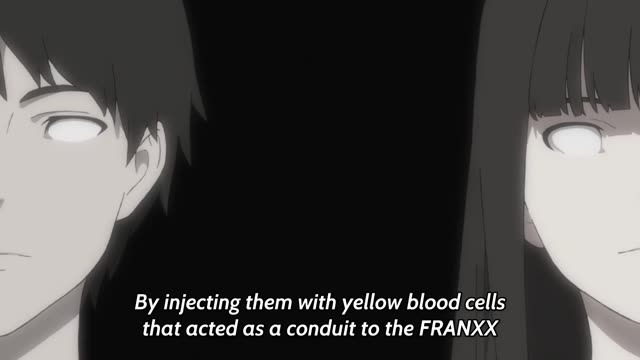 By injecting them with yellow blood cells
that acted as a conduit to the FRANXX